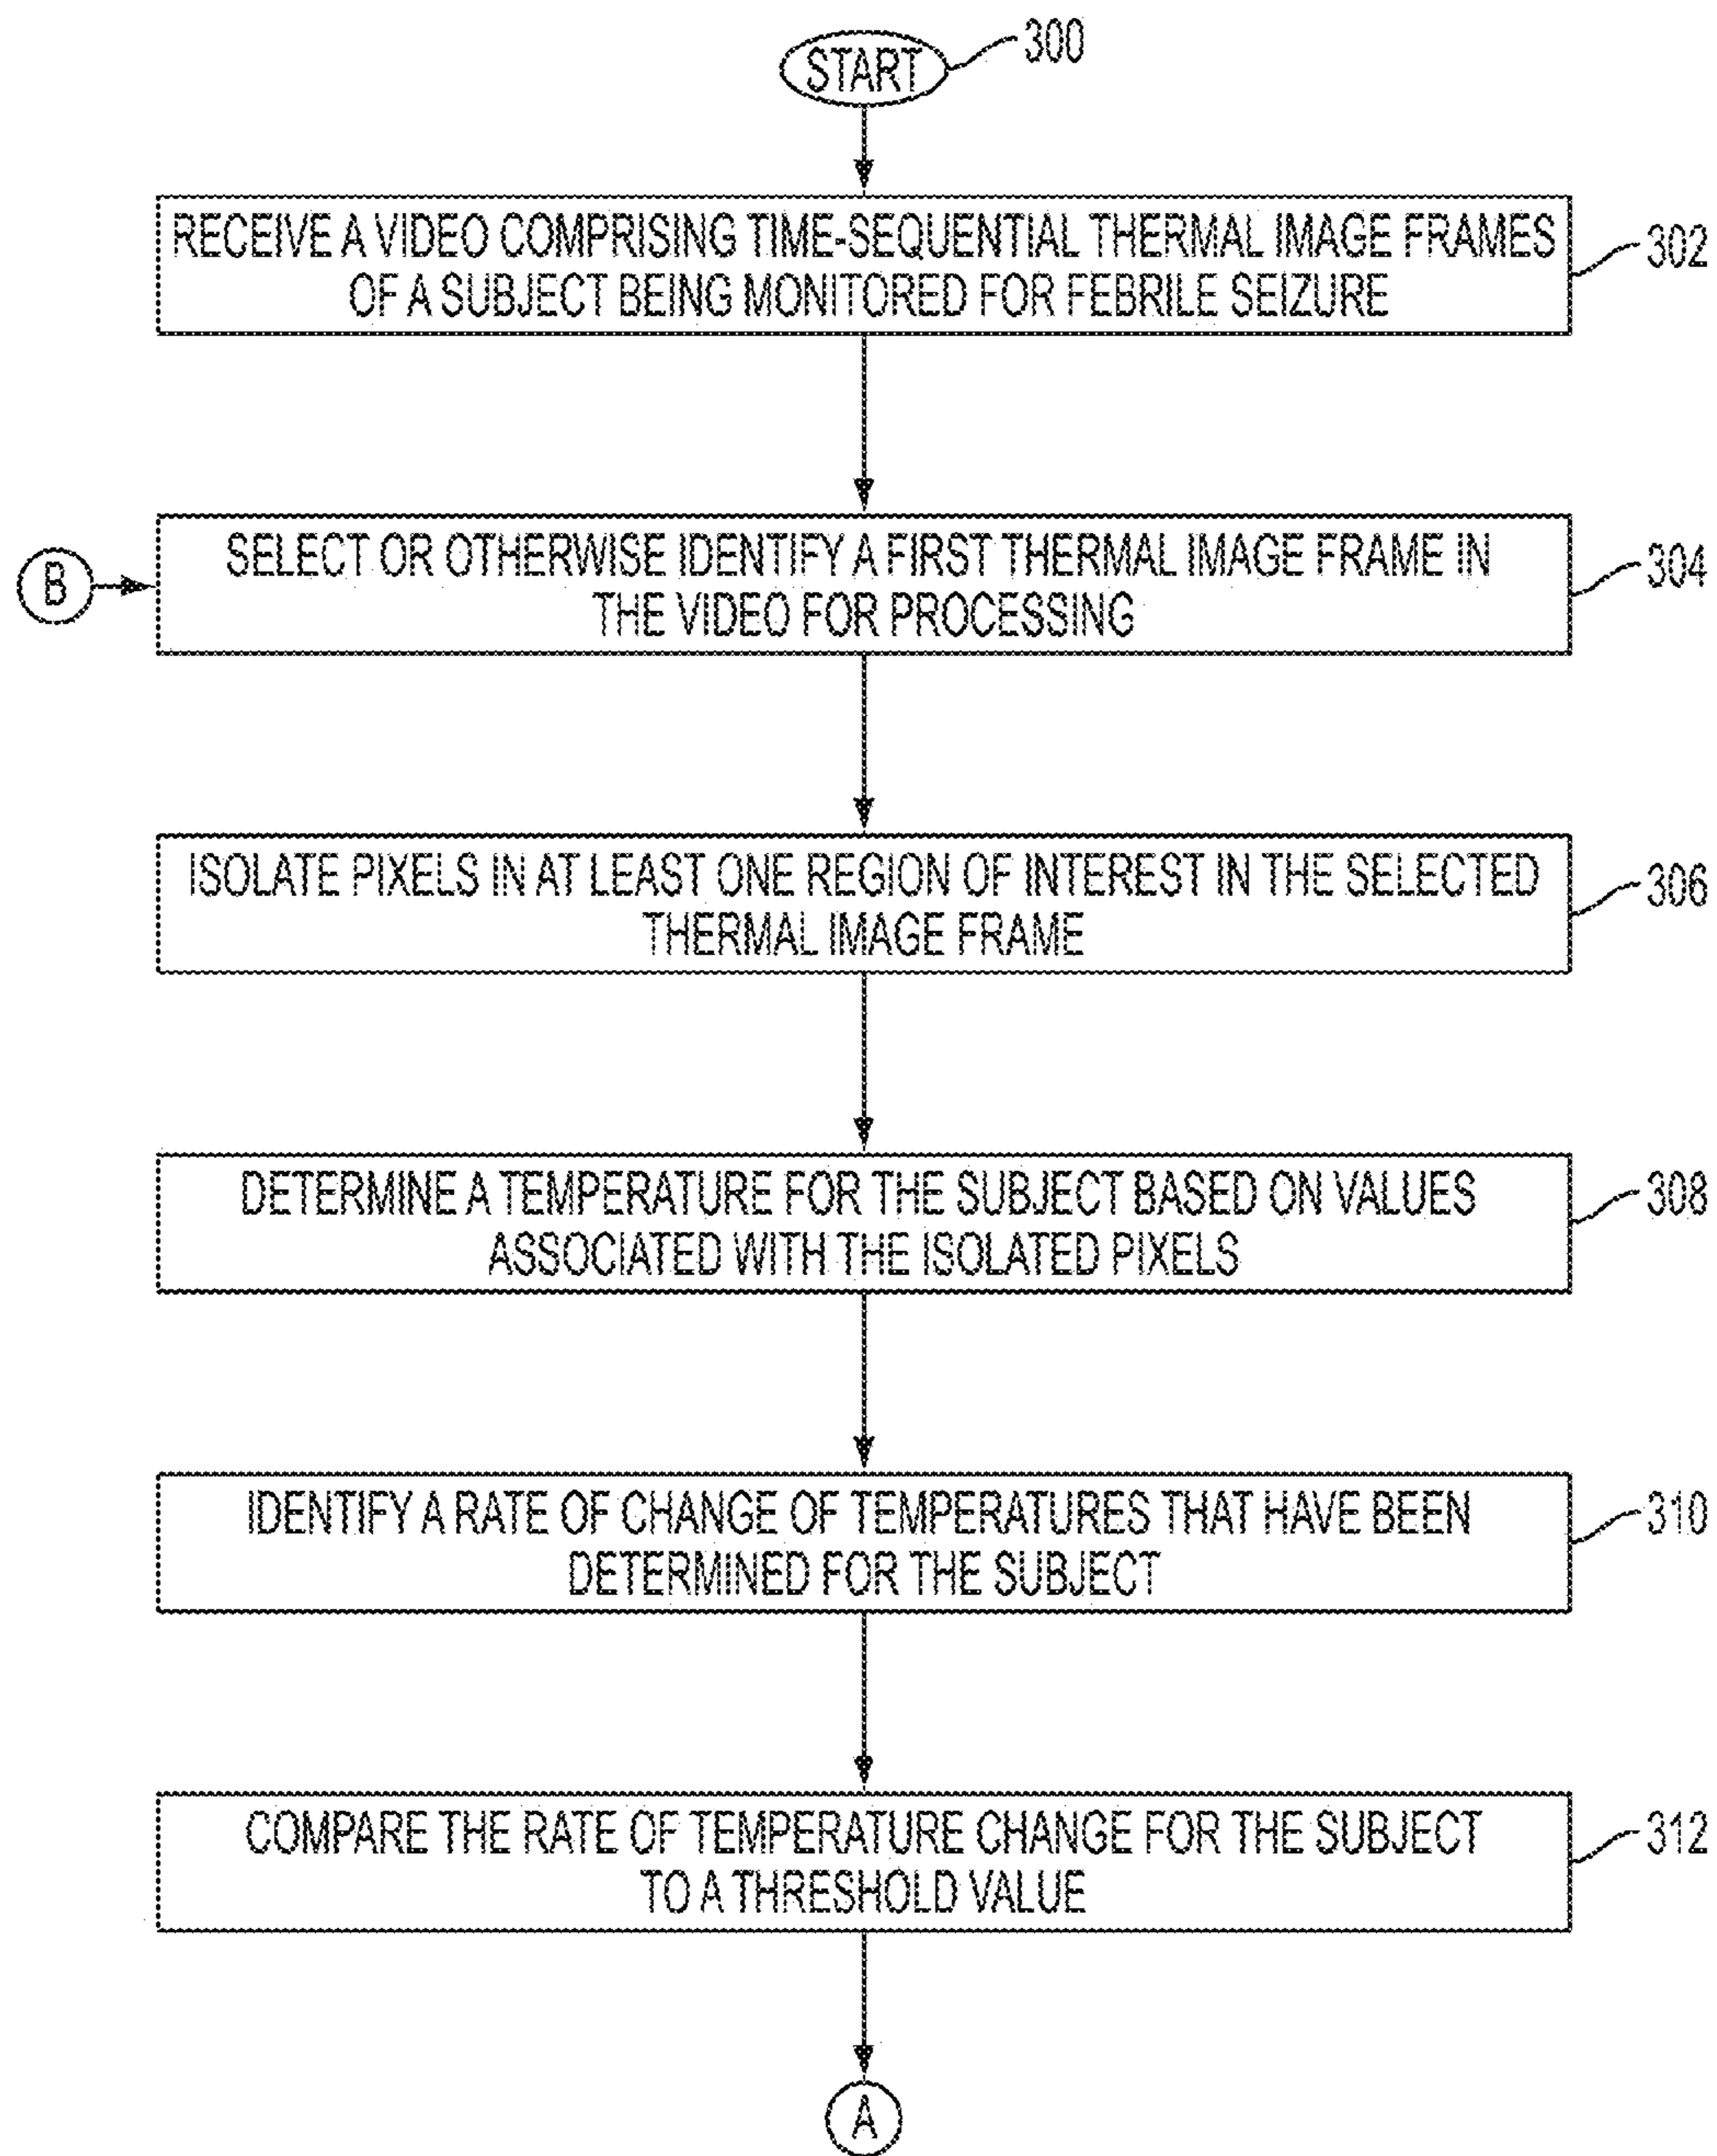 START
300
RECEIVE A VIDEO COMPRISING TIME-SEQUENTIAL THERMAL IMAGE FRAMES
OF A SUBJECT BEING MONITORED FOR FEBRILE SEIZURE
302
B
SELECT OR OTHERWISE IDENTIFY A FIRST THERMAL IMAGE FRAME IN
THE VIDEO FOR PROCESSING
304
ISOLATE PIXELS IN AT LEAST ONE REGION OF INTEREST IN THE SELECTED
THERMAL IMAGE FRAME
306
DETERMINE A TEMPERATURE FOR THE SUBJECT BASED ON VALUES
ASSOCIATED WITH THE ISOLATED PIXELS
308
IDENTIFY A RATE OF CHANGE OF TEMPERATURES THAT HAVE BEEN
DETERMINED FOR THE SUBJECT
310
COMPARE THE RATE OF TEMPERATURE CHANGE FOR THE SUBJECT
TO A THRESHOLD VALUE
312
A